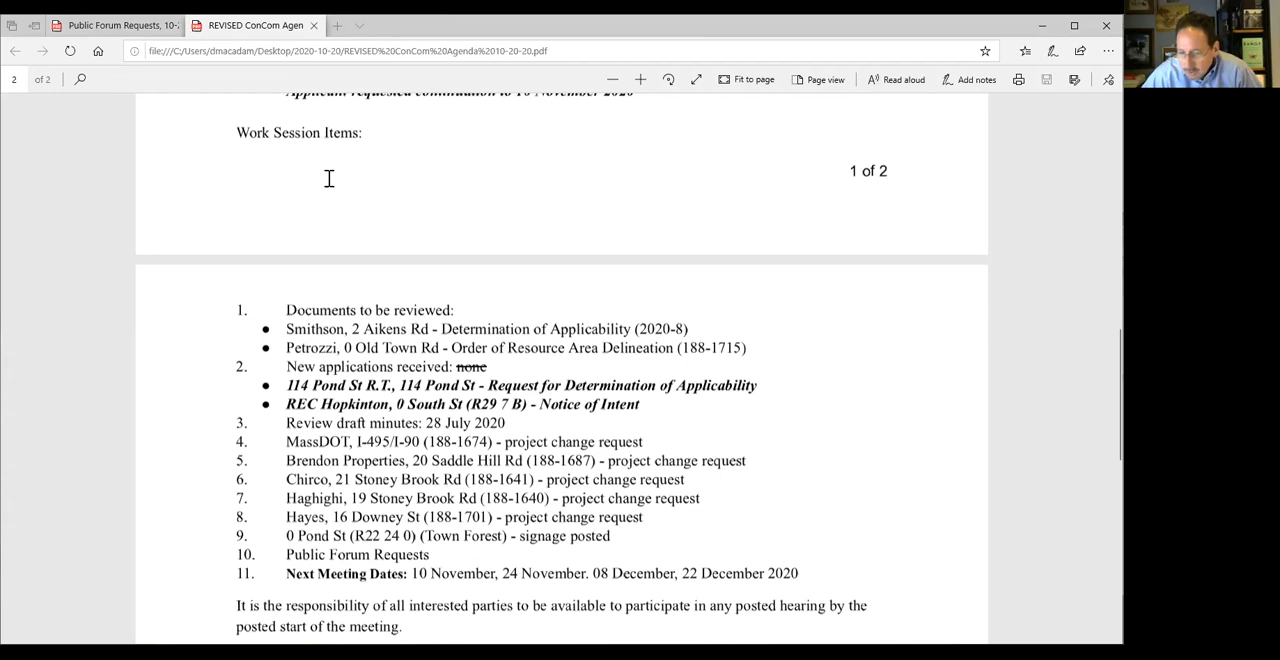 Public Forum Requests, 10-
REVISED ConCom Agen
file:///C:/Users/dmacadam/Desktop/2020-10-20/REVISED%20ConCom%20Agenda%2010-20-20.pdf
2 of 2
Fit to page
Page view
Read aloud
Add notes
Applicant requested continuation to 10 November 2020
Work Session Items:
1 of 2
1. Documents to be reviewed:
● Smithson, 2 Aikens Rd - Determination of Applicability (2020-8)
● Petrozzi, 0 Old Town Rd - Order of Resource Area Delineation (188-1715)
2. New applications received: none
● 114 Pond St R.T., 114 Pond St - Request for Determination of Applicability
● REC Hopkinton, 0 South St (R29 7 B) - Notice of Intent
3. Review draft minutes: 28 July 2020
4. MassDOT, I-495/I-90 (188-1674) - project change request
5. Brendon Properties, 20 Saddle Hill Rd (188-1687) - project change request
6. Chirco, 21 Stoney Brook Rd (188-1641) - project change request
7. Haghighi, 19 Stoney Brook Rd (188-1640) - project change request
8. Hayes, 16 Downey St (188-1701) - project change request
9. 0 Pond St (R22 24 0) (Town Forest) - signage posted
10. Public Forum Requests
11. Next Meeting Dates: 10 November, 24 November. 08 December, 22 December 2020
It is the responsibility of all interested parties to be available to participate in any posted hearing by the
posted start of the meeting.